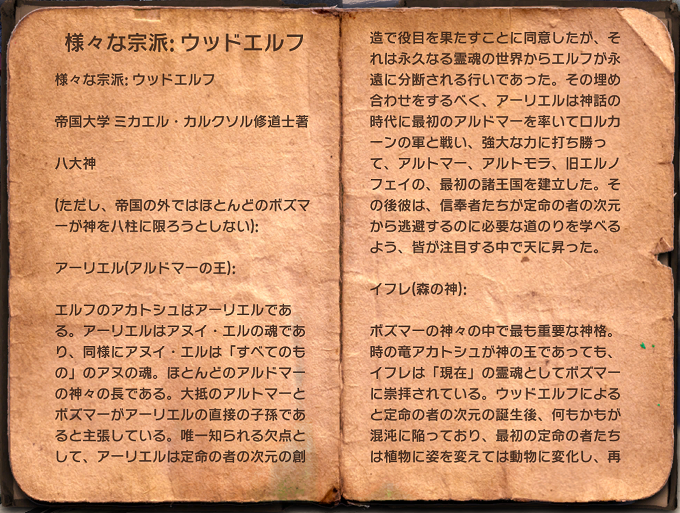 様々な宗派: ウッドエルフ
様々な宗派: ウッドエルフ
帝国大学 ミカエル・カルクソル修道士著
八大神
(ただし、帝国の外ではほとんどのボズマ
ーが神を八柱に限ろうとしない):
アーリエル(アルドマーの王):
エルフのアカトシュはアーリエルであ
る。アーリエルはアヌイ・エルの魂であ
り、同様にアヌイ・エルは「すべてのも
の」のアヌの魂。ほとんどのアルドマー
の神々の長である。大抵のアルトマーと
ボズマーがアーリエルの直接の子孫であ
ると主張している。唯一知られる欠点と
して、アーリエルは定命の者の次元の創
造で役目を果たすことに同意したが、そ
れは永久なる霊魂の世界からエルフが永
遠に分断される行いであった。その埋め
合わせをするべく、アーリエルは神話の
時代に最初のアルドマーを率いてロルカ
ーンの軍と戦い、強大な力に打ち勝っ
て、アルトマー、アルトモラ、旧エルノ
フェイの、最初の諸王国を建立した。そ
の後彼は、信奉者たちが定命の者の次元
から逃避するのに必要な道のりを学べる
よう、皆が注目する中で天に昇った。
イフレ(森の神):
ボズマーの神々の中で最も重要な神格。
時の竜アカトシュが神の王であっても、
イフレは「現在」の霊魂としてボズマー
に崇拝されている。ウッドエルフによる
と定命の者の次元の誕生後、何もかもが
混沌に陥っており、最初の定命の者たち
は植物に姿を変えては動物に変化し、再